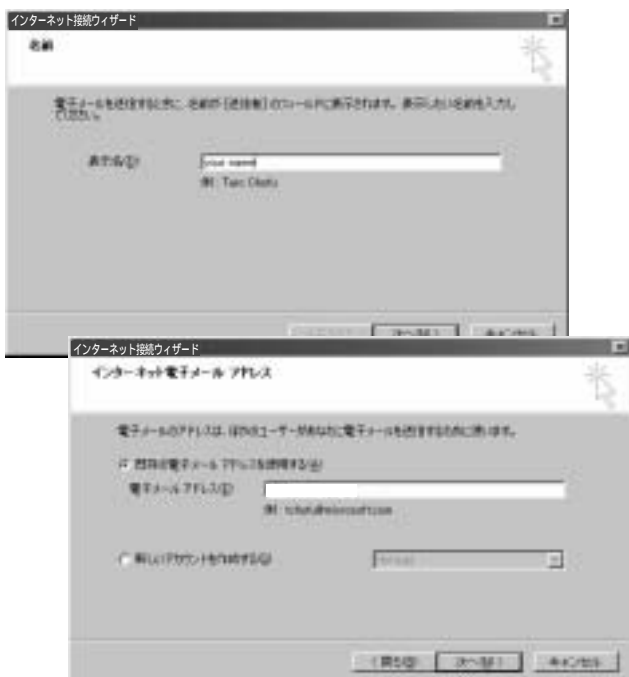 インターネット接続ウィザード
名前
電子メールを送信するときに、名前が [送信者] のフィールドに表示されます。表示したい名前を入力し
てください。
表示名(D):
your name
例: Taro Chofu
次へ(N) >
キャンセル
インターネット接続ウィザード
インターネット電子メール アドレス
電子メールのアドレスは、ほかのユーザーがあなたに電子メールを送信するために使います。
既存の電子メール アドレスを使用する(A)
電子メール アドレス(E):
例: tchofu@microsoft.com
新しいアカウントを作成する(S):
Hotmail
< 戻る(B)
次へ(N) >
キャンセル